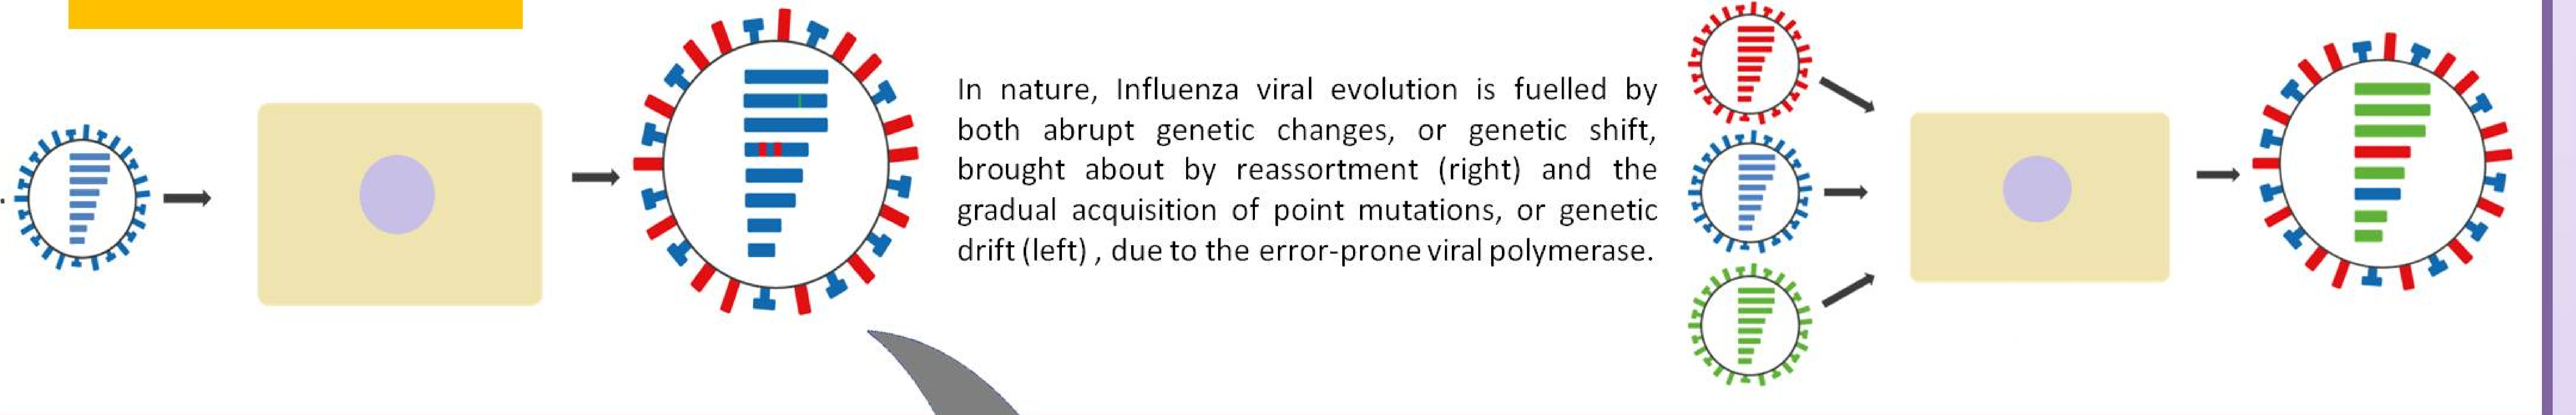 In nature, Influenza viral evolution is fuelled by
both abrupt genetic changes, or genetic shift,
brought about by reassortment (right) and the
gradual acquisition of point mutations, or genetic
drift (left) , due to the error-prone viral polymerase.